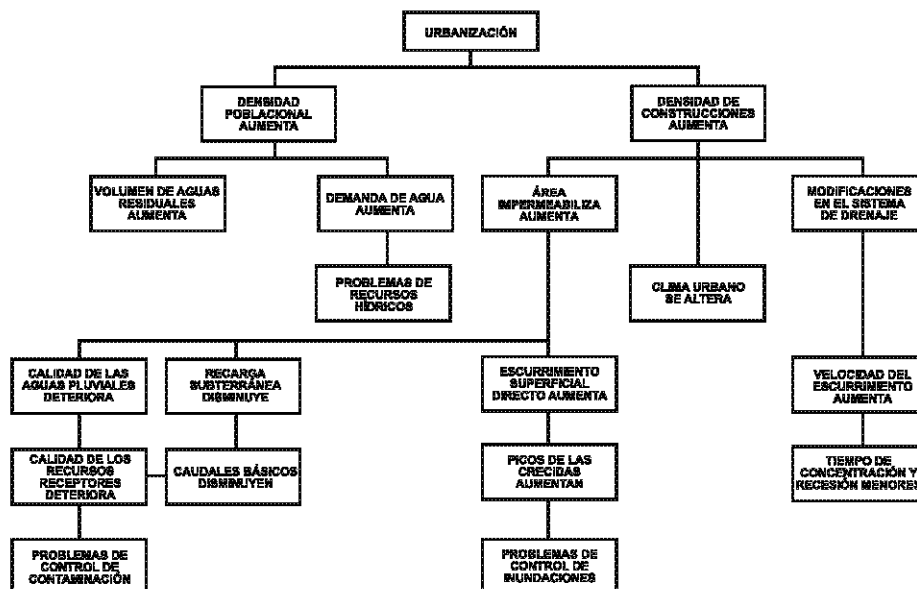 URBANIZACIÓN
DENSIDAD
POBLACIONAL
AUMENTA
DENSIDAD DE
CONSTRUCCIONES
AUMENTA
VOLUMEN DE AGUAS
RESIDUALES
AUMENTA
DEMANDA DE AGUA
AUMENTA
ÁREA
IMPERMEABILIZA
AUMENTA
MODIFICACIONES
EN EL SISTEMA
DE DRENAJE
PROBLEMAS DE
RECURSOS
HÍDRICOS
CLIMA URBANO
SE ALTERA
CALIDAD DE LAS
AGUAS PLUVIALES
DETERIORA
RECARGA
SUBTERRÁNEA
DISMINUYE
ESCURRIMIENTO
SUPERFICIAL
DIRECTO AUMENTA
VELOCIDAD DEL
ESCURRIMIENTO
AUMENTA
CALIDAD DE LOS
RECURSOS
RECEPTORES
DETERIORA
CAUDALES BÁSICOS
DISMINUYEN
PICOS DE LAS
CRECIDAS
AUMENTAN
TIEMPO DE
CONCENTRACIÓN Y
RECESIÓN MENORES
PROBLEMAS DE
CONTROL DE
CONTAMINACIÓN
PROBLEMAS DE
CONTROL DE
INUNDACIONES